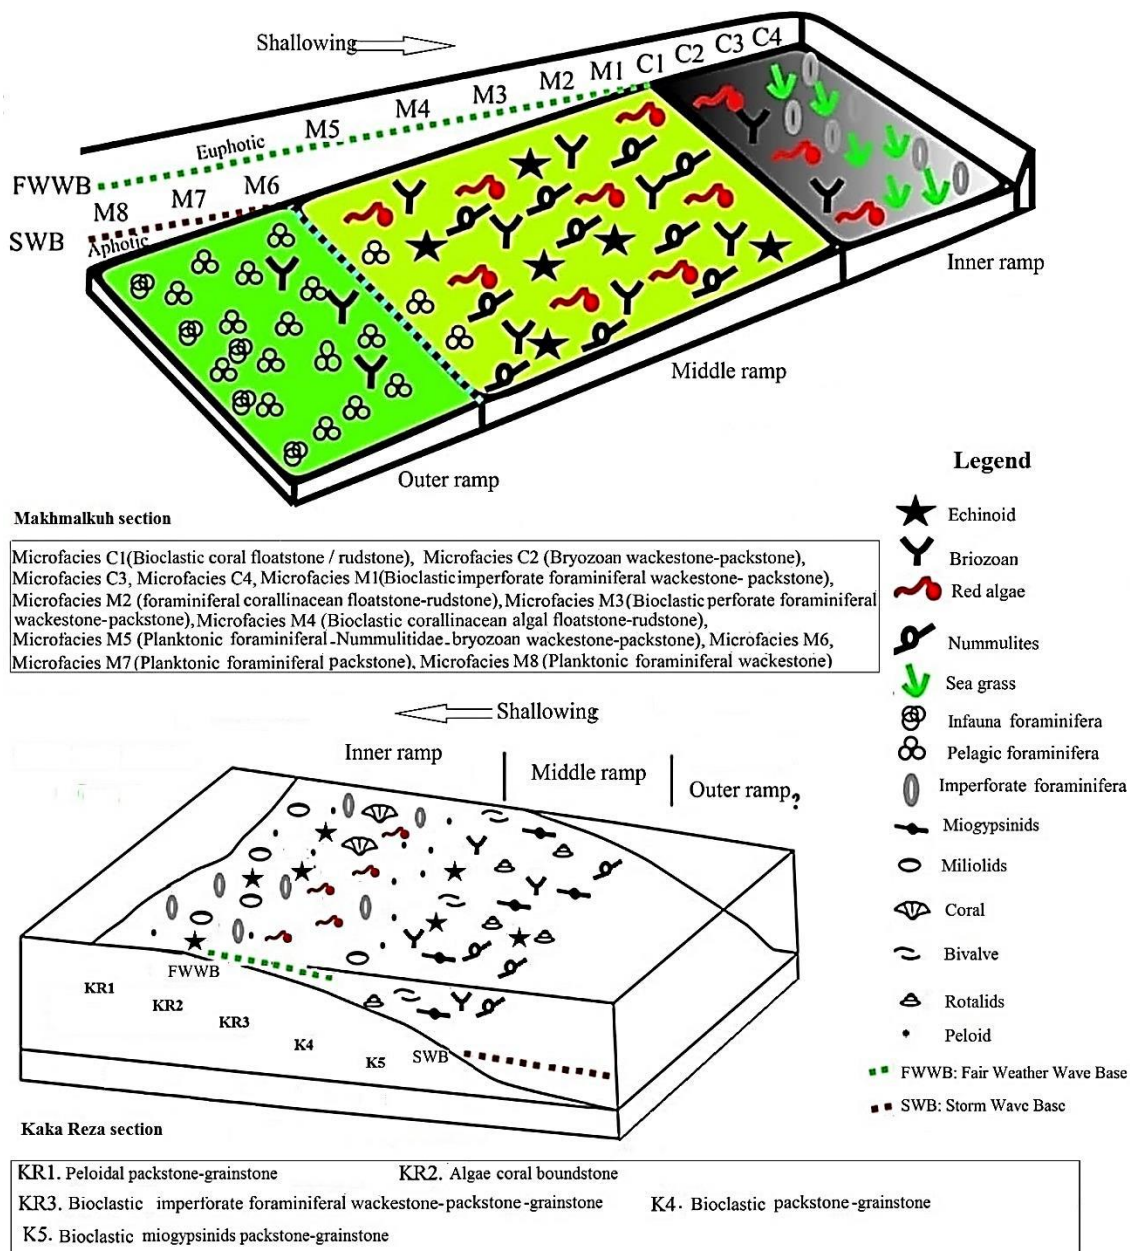 Shallowing
C4
C3
C2
C1
M1
M2
M3
M4
M5
Euphotic
FWWB
M6
M7
M8
SWB
Aphotic
Inner ramp
Middle ramp
Outer ramp
Makhmalkuh section
Microfacies C1(Bioclastic coral floatstone / rudstone), Microfacies C2 (Bryozoan wackestone-packstone),
Microfacies C3, Microfacies C4, Microfacies M1(Bioclastic imperforate foraminiferal wackestone- packstone),
Microfacies M2 (foraminiferal corallinacean floatstone-rudstone), Microfacies M3 (Bioclastic perforate foraminiferal
wackestone-packstone), Microfacies M4 (Bioclastic corallinacean algal floatstone-rudstone),
Microfacies M5 (Planktonic foraminiferal-Nummulitidae-bryozoan wackestone-packstone), Microfacies M6,
Microfacies M7 (Planktonic foraminiferal packstone), Microfacies M8 (Planktonic foraminiferal wackestone)
Legend
Echinoid
Briozoan
Red algae
Nummulites
Sea grass
Infauna foraminifera
Pelagic foraminifera
Imperforate foraminifera
Miogypsinids
Miliolids
Coral
Bivalve
Rotalids
Peloid
FWWB: Fair Weather Wave Base
SWB: Storm Wave Base
Shallowing
Inner ramp
Middle ramp
Outer ramp?
FWWB
KR1
KR2
KR3
K4
K5
SWB
Kaka Reza section
KR1. Peloidal packstone-grainstone
KR2. Algae coral boundstone
KR3. Bioclastic imperforate foraminiferal wackestone-packstone-grainstone
K4. Bioclastic packstone-grainstone
K5. Bioclastic miogypsinids packstone-grainstone